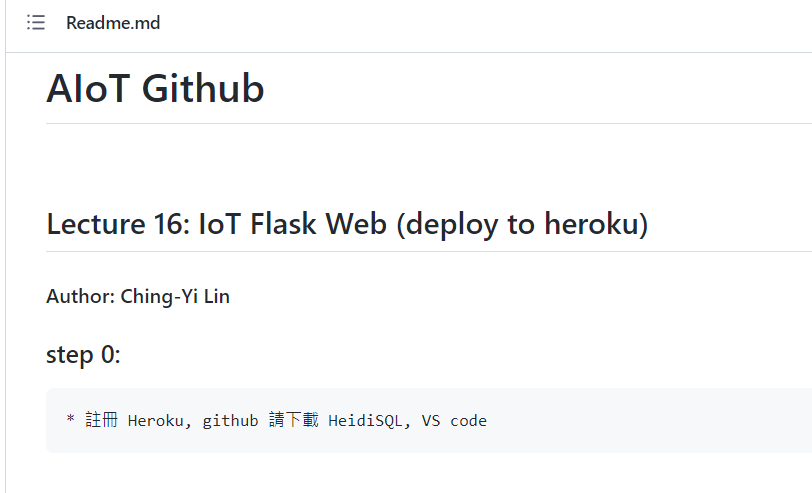 Readme.md
AIoT Github
Lecture 16: IoT Flask Web (deploy to heroku)
Author: Ching-Yi Lin
step 0:
* 註冊 Heroku, github 請下載 HeidiSQL, VS code